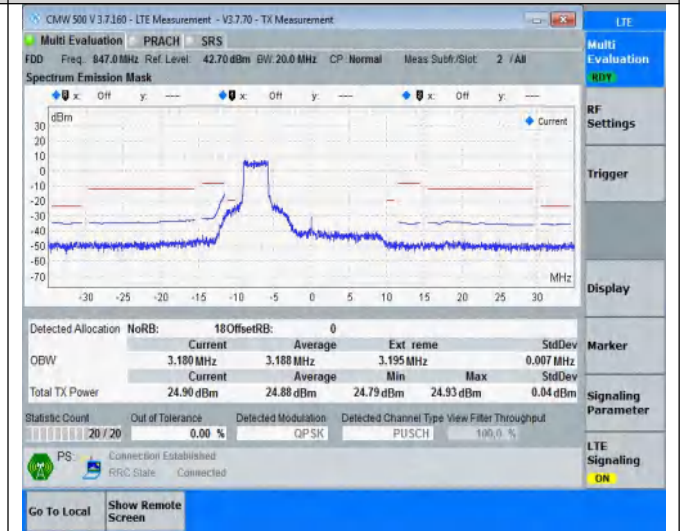 CMW 500 V 3.7.160 - LTE Measurement - V3.7.70 - TX Measurement
LTE
Multi Evaluation PRACH SRS
Multi Evaluation
RDY
FDD Freq.: 847.0 MHz Ref. Level: 42.70 dBm BW: 20.0 MHz CP: Normal Meas Subfr./Slot: 2 / All
Spectrum Emission Mask
x: Off y: --- x: Off y: --- x: Off y: ---
dBm
Current
30
20
10
0
-10
-20
-30
-40
-50
-60
-70
MHz
-30 -25 -20 -15 -10 -5 0 5 10 15 20 25 30
RF Settings
Trigger
Display
Marker
Signaling Parameter
LTE Signaling
ON
Detected Allocation NoRB: 18OffsetRB: 0
Current Average Ext reme StdDev
OBW 3.180 MHz 3.188 MHz 3.195 MHz 0.007 MHz
Current Average Min Max StdDev
Total TX Power 24.90 dBm 24.88 dBm 24.79 dBm 24.93 dBm 0.04 dBm
Statistic Count Out of Tolerance Detected Modulation Detected Channel Type View Filter Throughput
20 / 20 0.00 % QPSK PUSCH 100.0 %
PS: Connection Established
RRC State Connected
Go To Local
Show Remote Screen